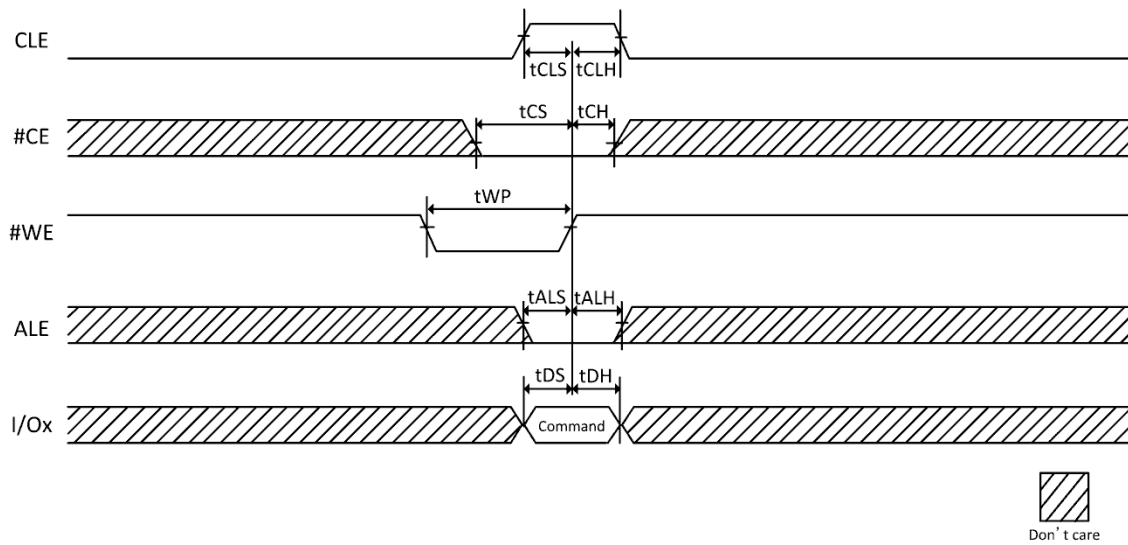 CLE
tCLS tCLH
#CE
tCS tCH
#WE
tWP
ALE
tALS tALH
I/Ox
tDS tDH
Command
Don't care